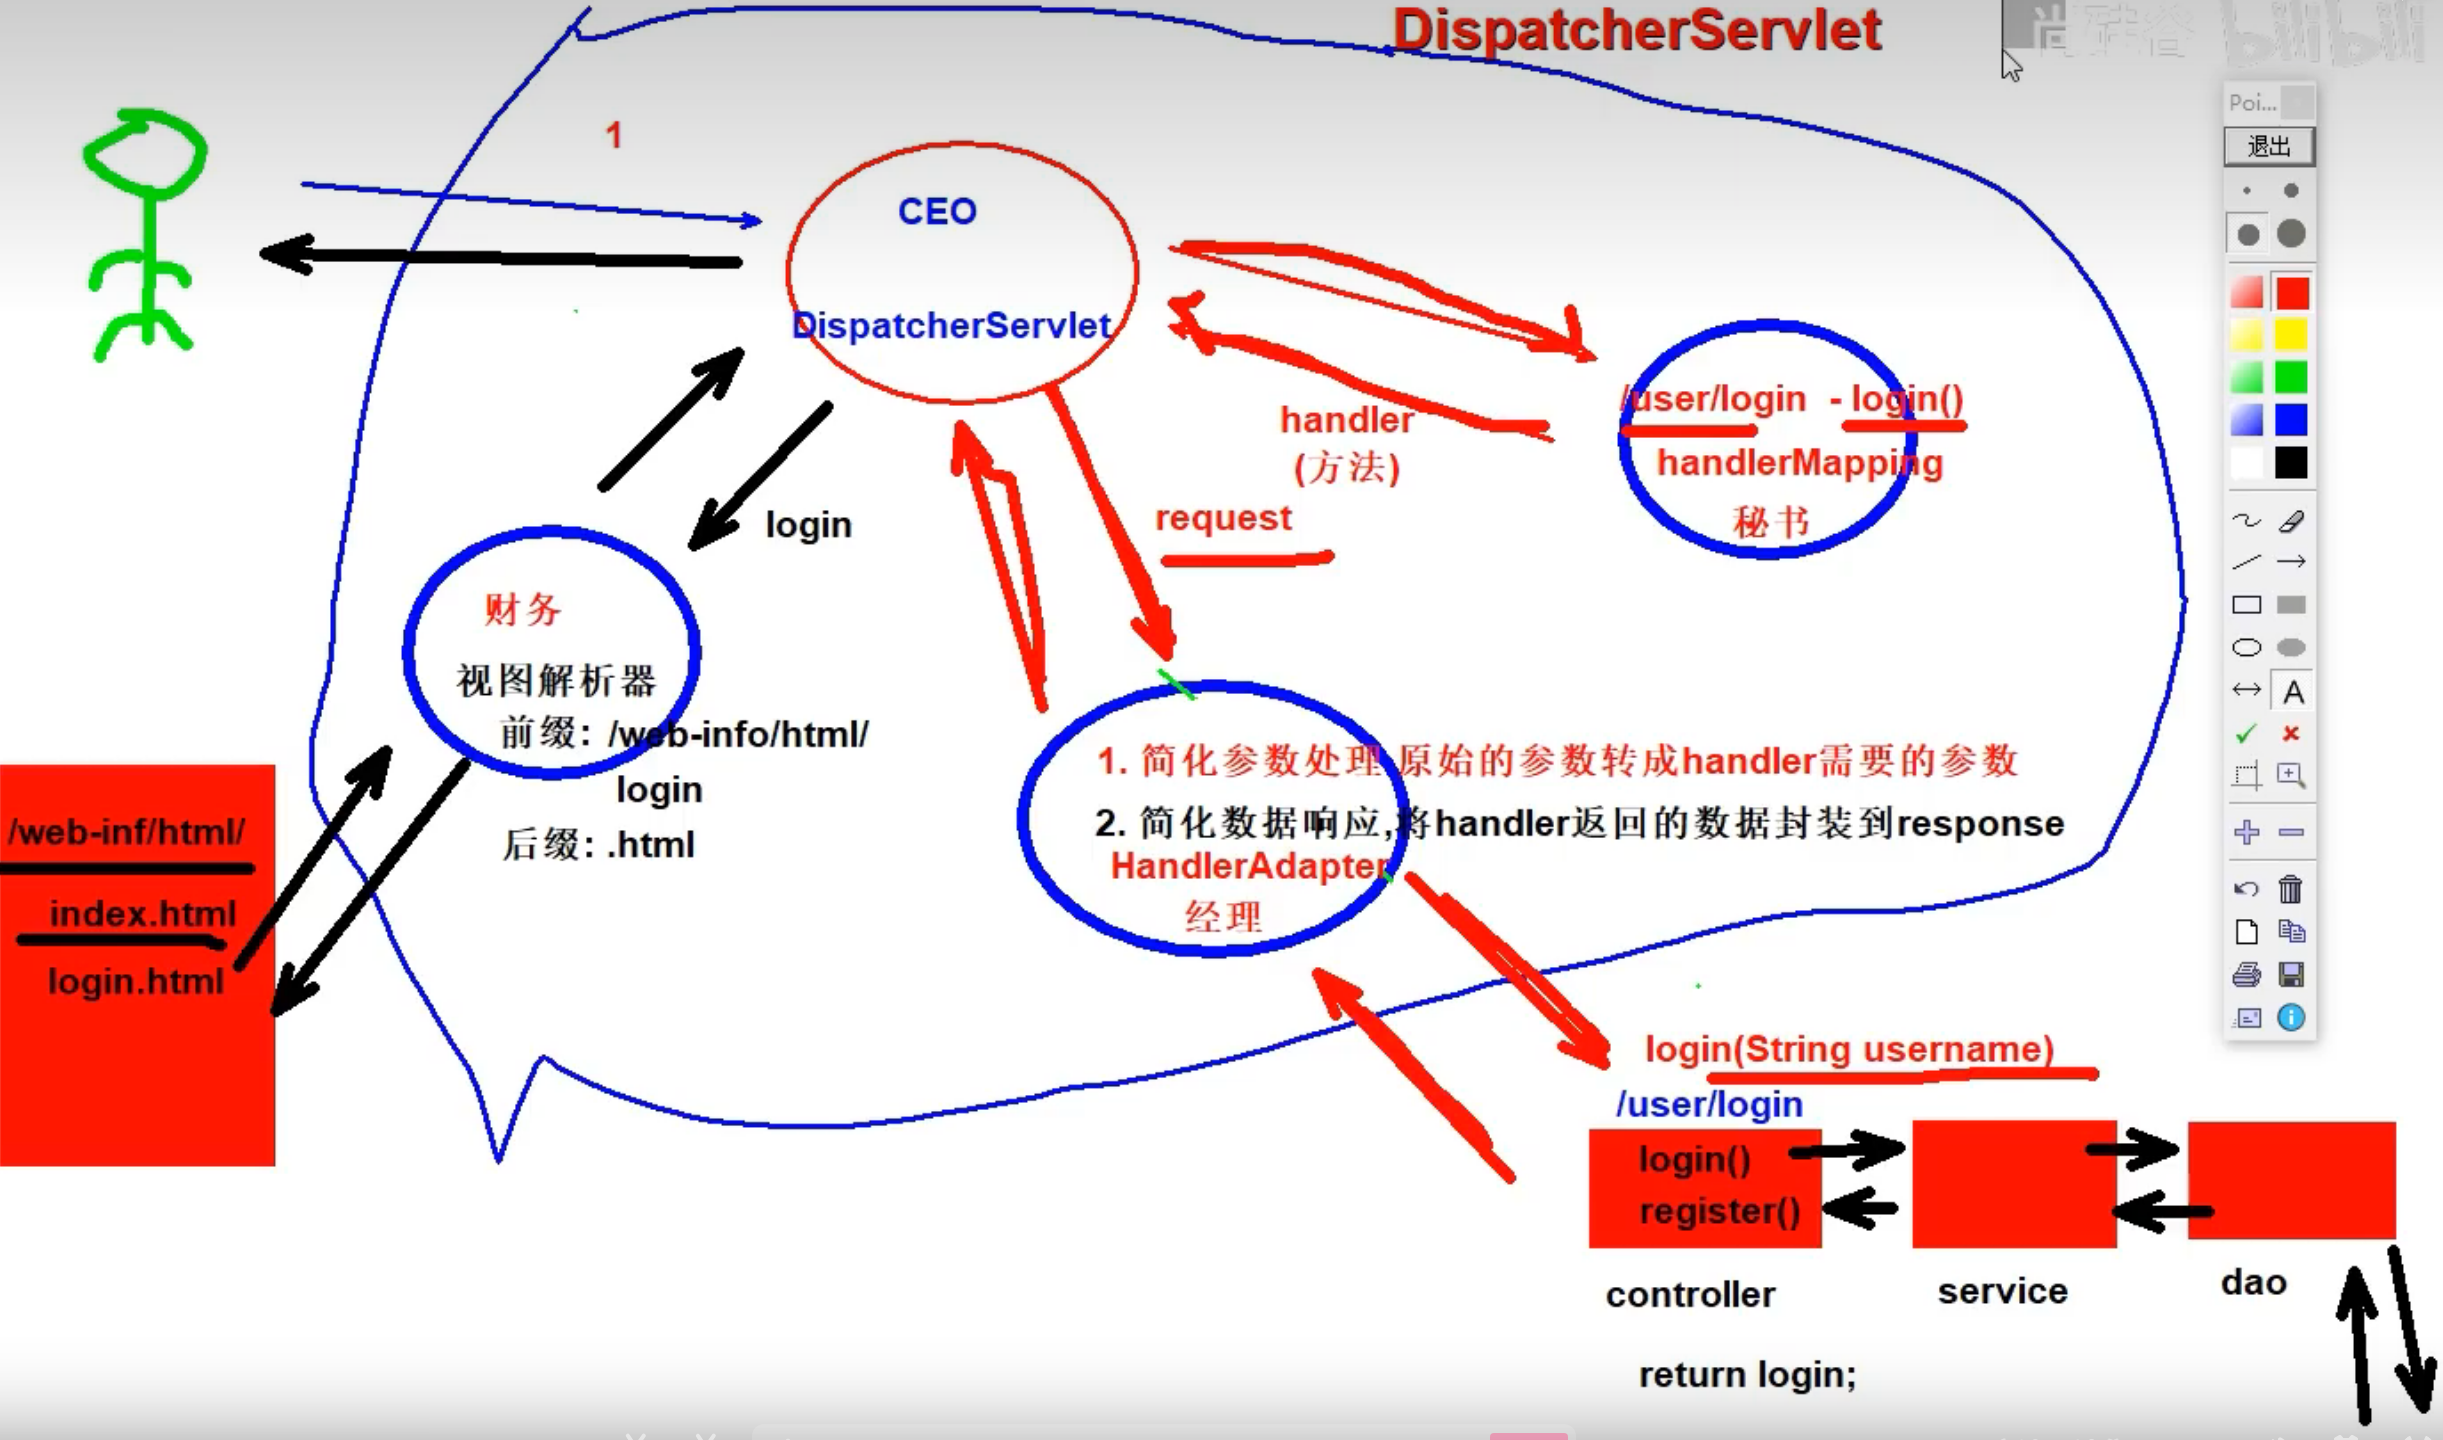 DispatcherServlet
尚硅谷 bilibili
Poi...
退出
1
CEO
DispatcherServlet
/user/login - login()
handlerMapping
秘书
handler
(方法)
request
login
财务
视图解析器
前缀: /web-info/html/
login
后缀: .html
/web-inf/html/
index.html
login.html
1. 简化参数处理,原始的参数转成handler需要的参数
2. 简化数据响应,将handler返回的数据封装到response
HandlerAdapter
经理
A
login(String username)
/user/login
login()
register()
controller
service
dao
return login;